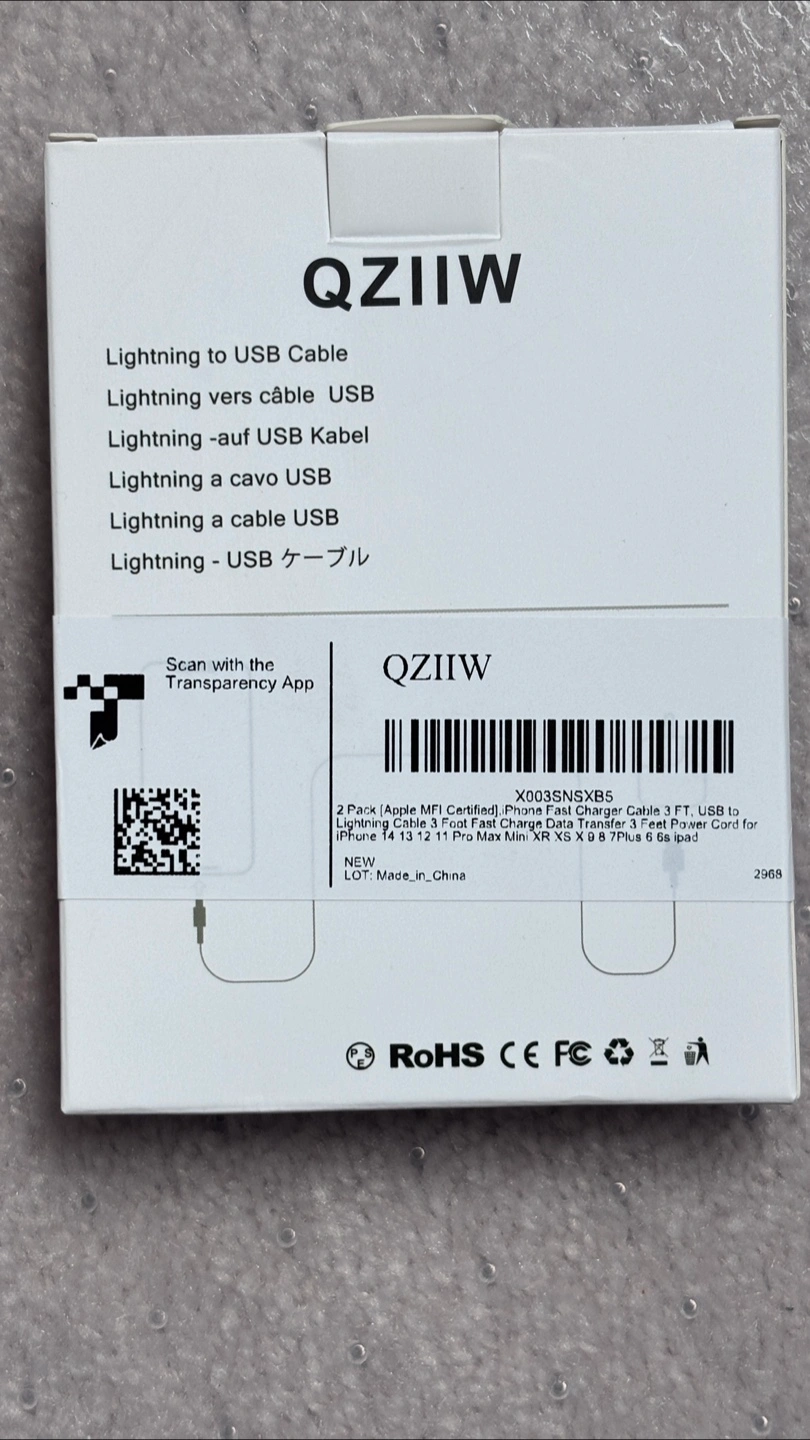 QZIIW
Lightning to USB Cable
Lightning vers câble USB
Lightning -auf USB Kabel
Lightning a cavo USB
Lightning a cable USB
Lightning - USB ケーブル
Scan with the
Transparency App
QZIIW
X003SNSXB5
2 Pack [Apple MFI Certified],iPhone Fast Charger Cable 3 FT, USB to
Lightning Cable 3 Foot Fast Charge Data Transfer 3 Feet Power Cord for
iPhone 14 13 12 11 Pro Max Mini XR XS X 9 8 7Plus 6 6s ipad
NEW
LOT: Made_in_China
2968
PSE RoHS CE FC